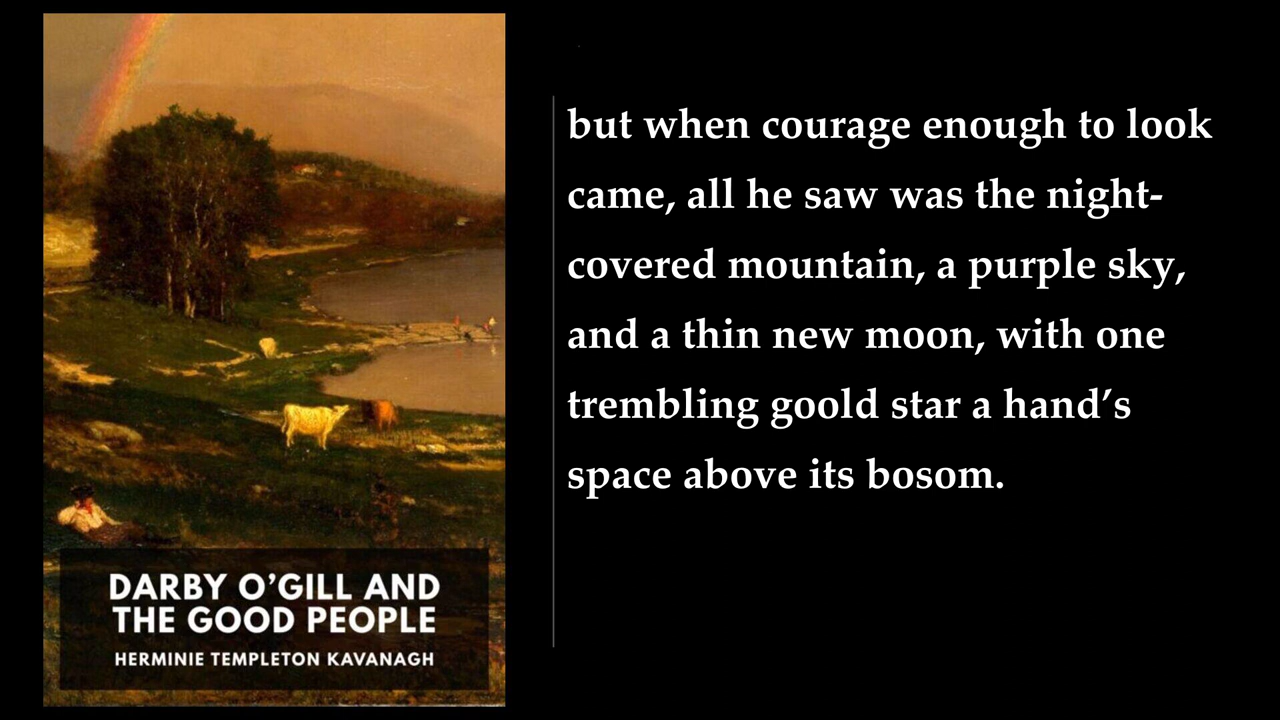 but when courage enough to look
came, all he saw was the night-
covered mountain, a purple sky,
and a thin new moon, with one
trembling goold star a hand’s
space above its bosom.
DARBY O’GILL AND
THE GOOD PEOPLE
HERMINIE TEMPLETON KAVANAGH